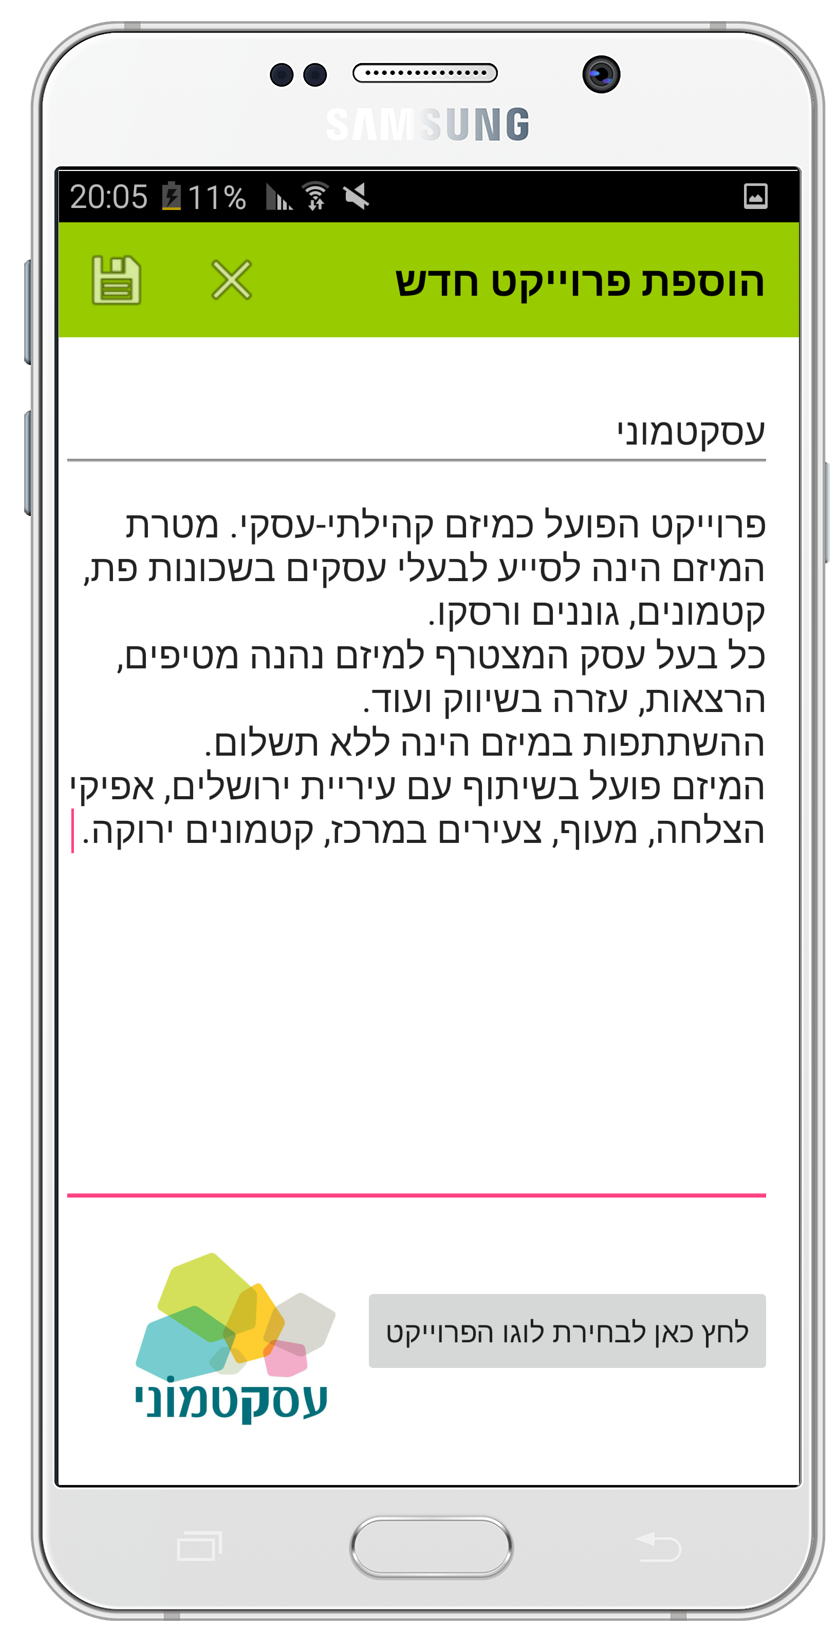 SAMSUNG
20:05 11%
הוספת פרוייקט חדש
עסקטמוני
פרוייקט הפועל כמיזם קהילתי-עסקי. מטרת
המיזם הינה לסייע לבעלי עסקים בשכונות פת,
קטמונים, גוננים ורסקו.
כל בעל עסק המצטרף למיזם נהנה מטיפים,
הרצאות, עזרה בשיווק ועוד.
ההשתתפות במיזם הינה ללא תשלום.
המיזם פועל בשיתוף עם עיריית ירושלים, אפיקי
הצלחה, מעוף, צעירים במרכז, קטמונים ירוקה.
לחץ כאן לבחירת לוגו הפרוייקט
עסקטמוֹני